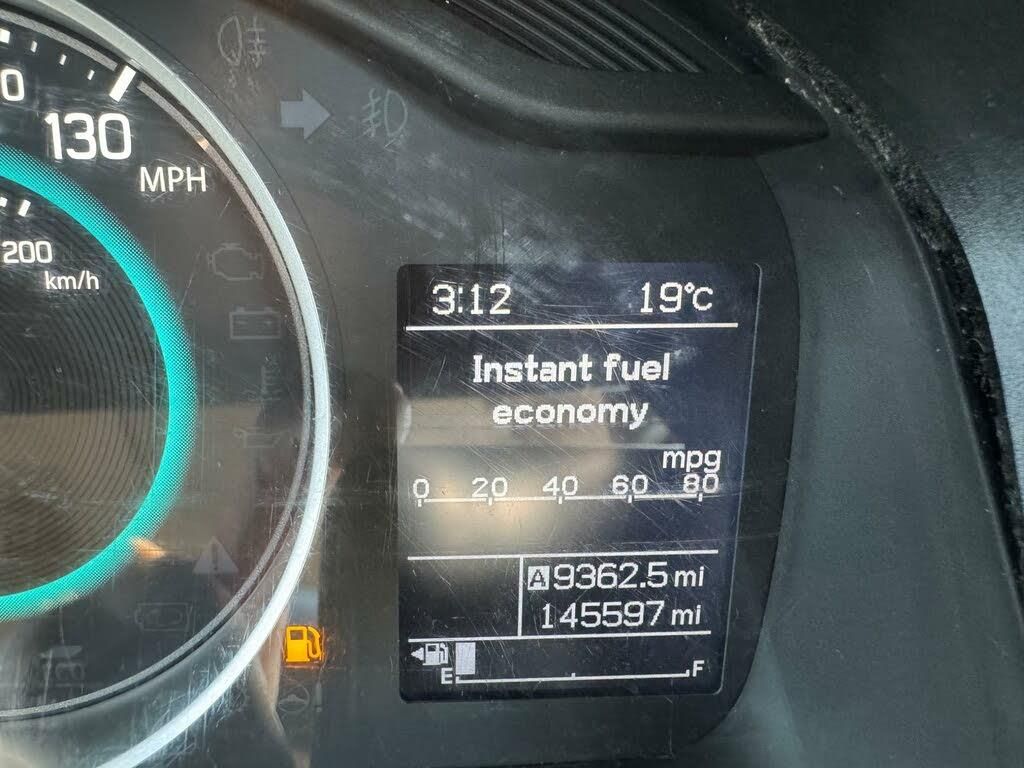 130
MPH
200
km/h
3:12 19°C
Instant fuel
economy
mpg
0 20 40 60 80
A 9362.5 mi
145597 mi
E F